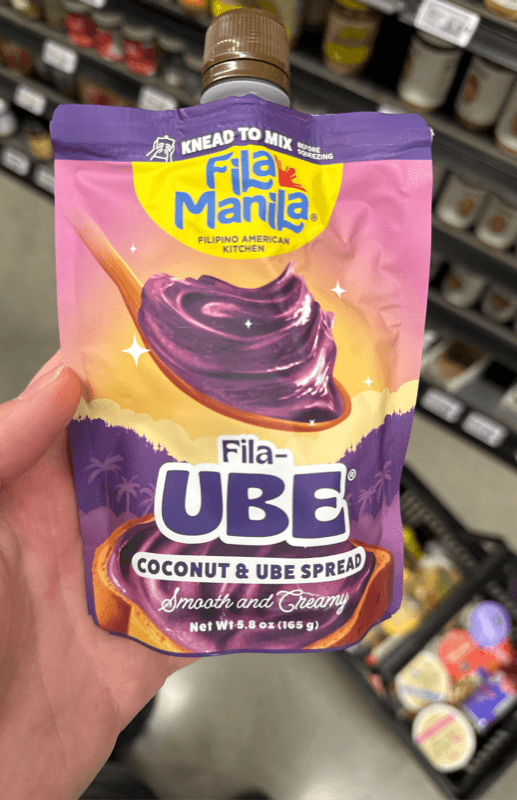 KNEAD TO MIX BEFORE SQUEEZING
Fila
Manila®
FILIPINO AMERICAN
KITCHEN
Fila-
UBE®
COCONUT & UBE SPREAD
Smooth and Creamy
Net Wt 5.8 oz (165 g)